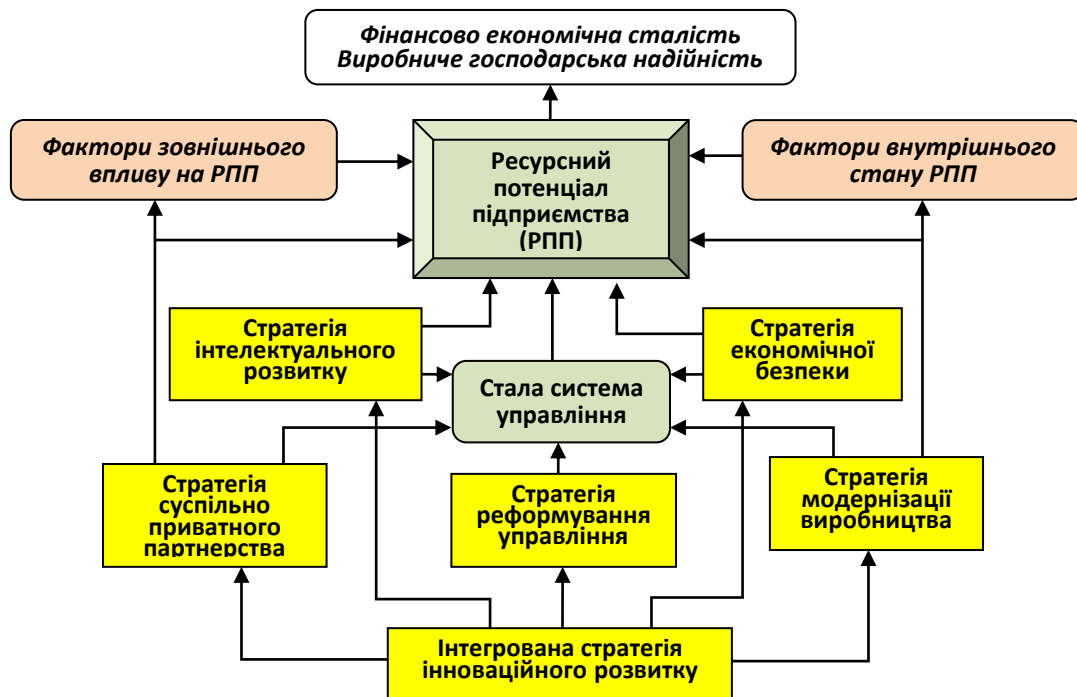 Фінансово економічна сталість
Виробниче господарська надійність
Фактори зовнішнього
впливу на РПП
Ресурсний
потенціал
підприємства
(РПП)
Фактори внутрішнього
стану РПП
Стратегія
інтелектуального
розвитку
Стратегія
економічної
безпеки
Стала система
управління
Стратегія
суспільно
приватного
партнерства
Стратегія
реформування
управління
Стратегія
модернізації
виробництва
Інтегрована стратегія
інноваційного розвитку